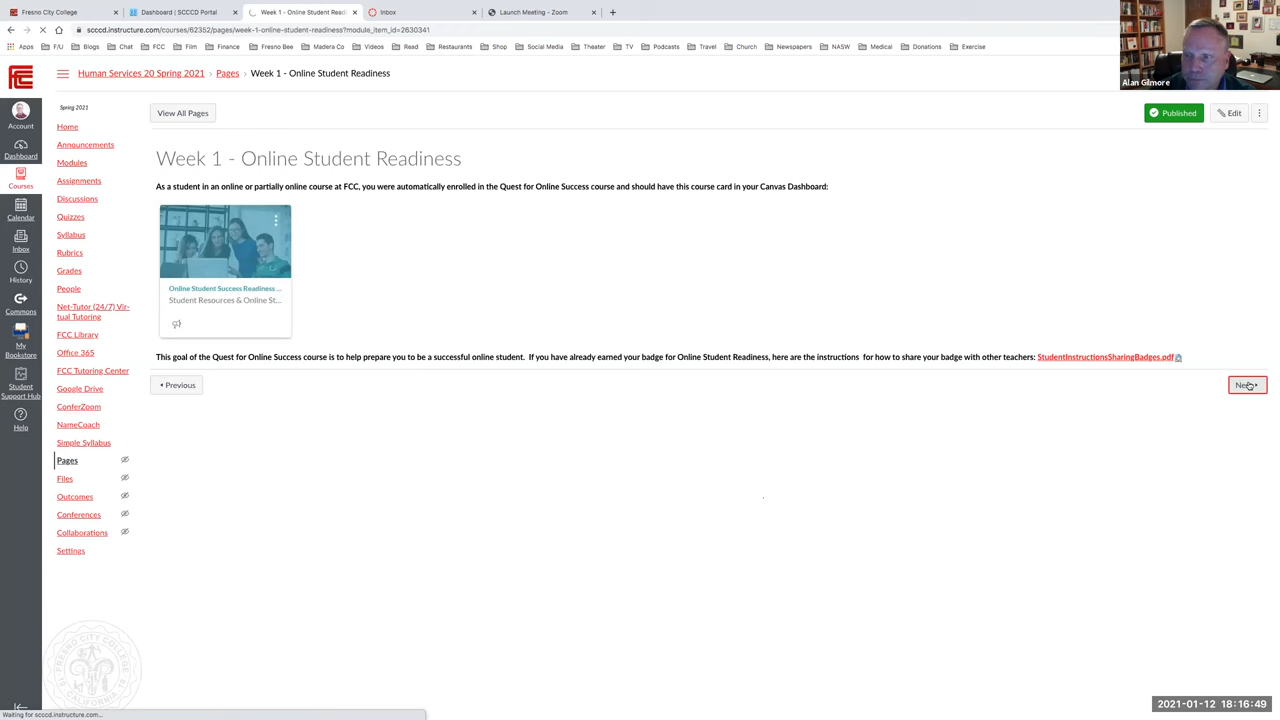 Fresno City College
Dashboard | SCCCD Portal
Week 1 - Online Student Readin
Inbox
Launch Meeting - Zoom
scccd.instructure.com/courses/62352/pages/week-1-online-student-readiness?module_item_id=2630341
Apps F/U Blogs Chat FCC Film Finance Fresno Bee Madera Co Videos Read Restaurants Shop Social Media Theater TV Podcasts Travel Church Newspapers NASW Medical Donations Exercise
FCC
Human Services 20 Spring 2021 › Pages › Week 1 - Online Student Readiness
Alan Gilmore
Account
Dashboard
Courses
Calendar
Inbox
History
Commons
My
Bookstore
Student
Support Hub
Help
Spring 2021
Home
Announcements
Modules
Assignments
Discussions
Quizzes
Syllabus
Rubrics
Grades
People
Net-Tutor (24/7) Vir-
tual Tutoring
FCC Library
Office 365
FCC Tutoring Center
Google Drive
ConferZoom
NameCoach
Simple Syllabus
Pages
Files
Outcomes
Conferences
Collaborations
Settings
View All Pages
Published
Edit
Week 1 - Online Student Readiness
As a student in an online or partially online course at FCC, you were automatically enrolled in the Quest for Online Success course and should have this course card in your Canvas Dashboard:
Online Student Success Readiness ...
Student Resources & Online St...
This goal of the Quest for Online Success course is to help prepare you to be a successful online student. If you have already earned your badge for Online Student Readiness, here are the instructions for how to share your badge with other teachers: StudentInstructionsSharingBadges.pdf
Previous
FRESNO CITY COLLEGE
CALIFORNIA
Waiting for scccd.instructure.com...
2021-01-12 18:16:49